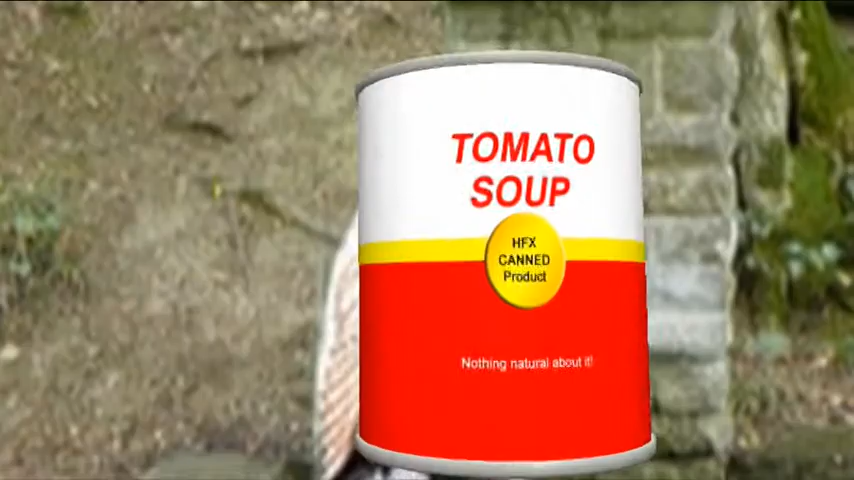 TOMATO
SOUP
HFX
CANNED
Product
Nothing natural about it!